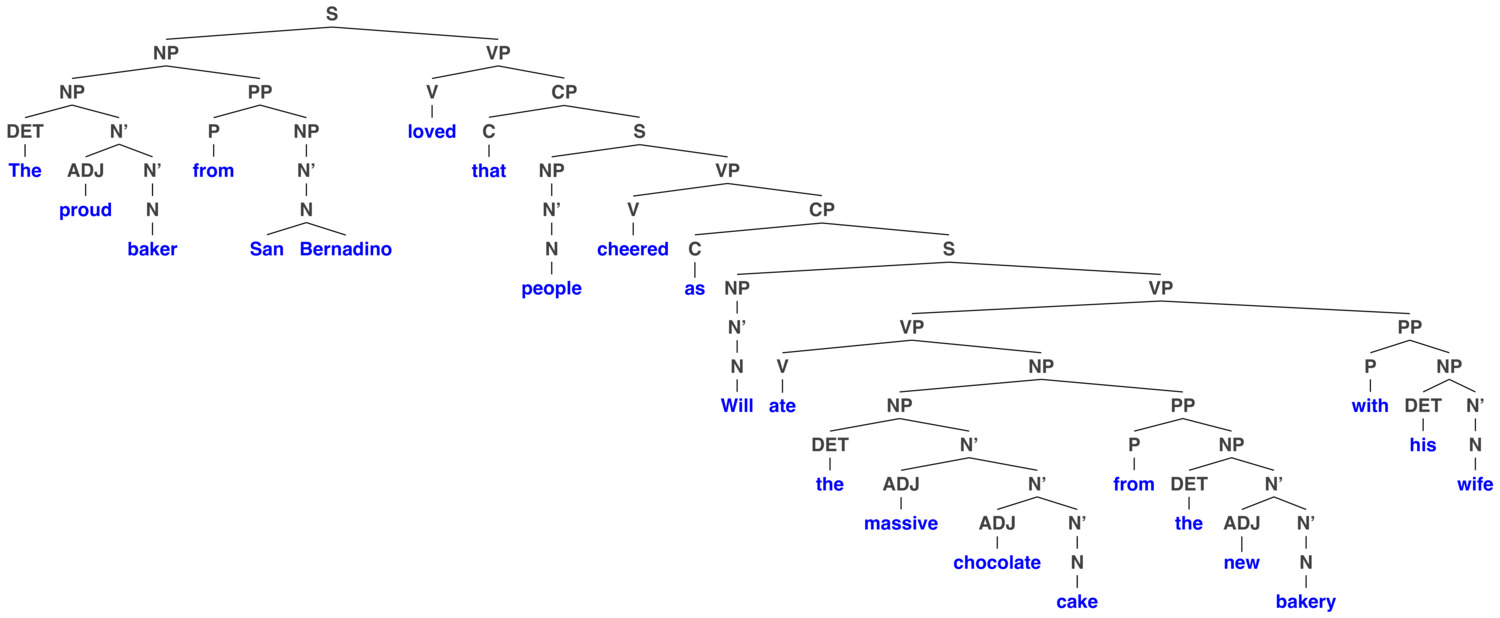 S
NP VP
NP PP V CP
DET N’ P NP loved C S
The ADJ N’ from N’ that NP VP
proud N N N’ V CP
baker San Bernadino N cheered C S
people as NP VP
N’ VP PP
N V NP P NP
Will ate NP PP with DET N’
DET N’ P NP his N
the ADJ N’ from DET N’ wife
massive ADJ N’ the ADJ N’
chocolate N new N
cake bakery